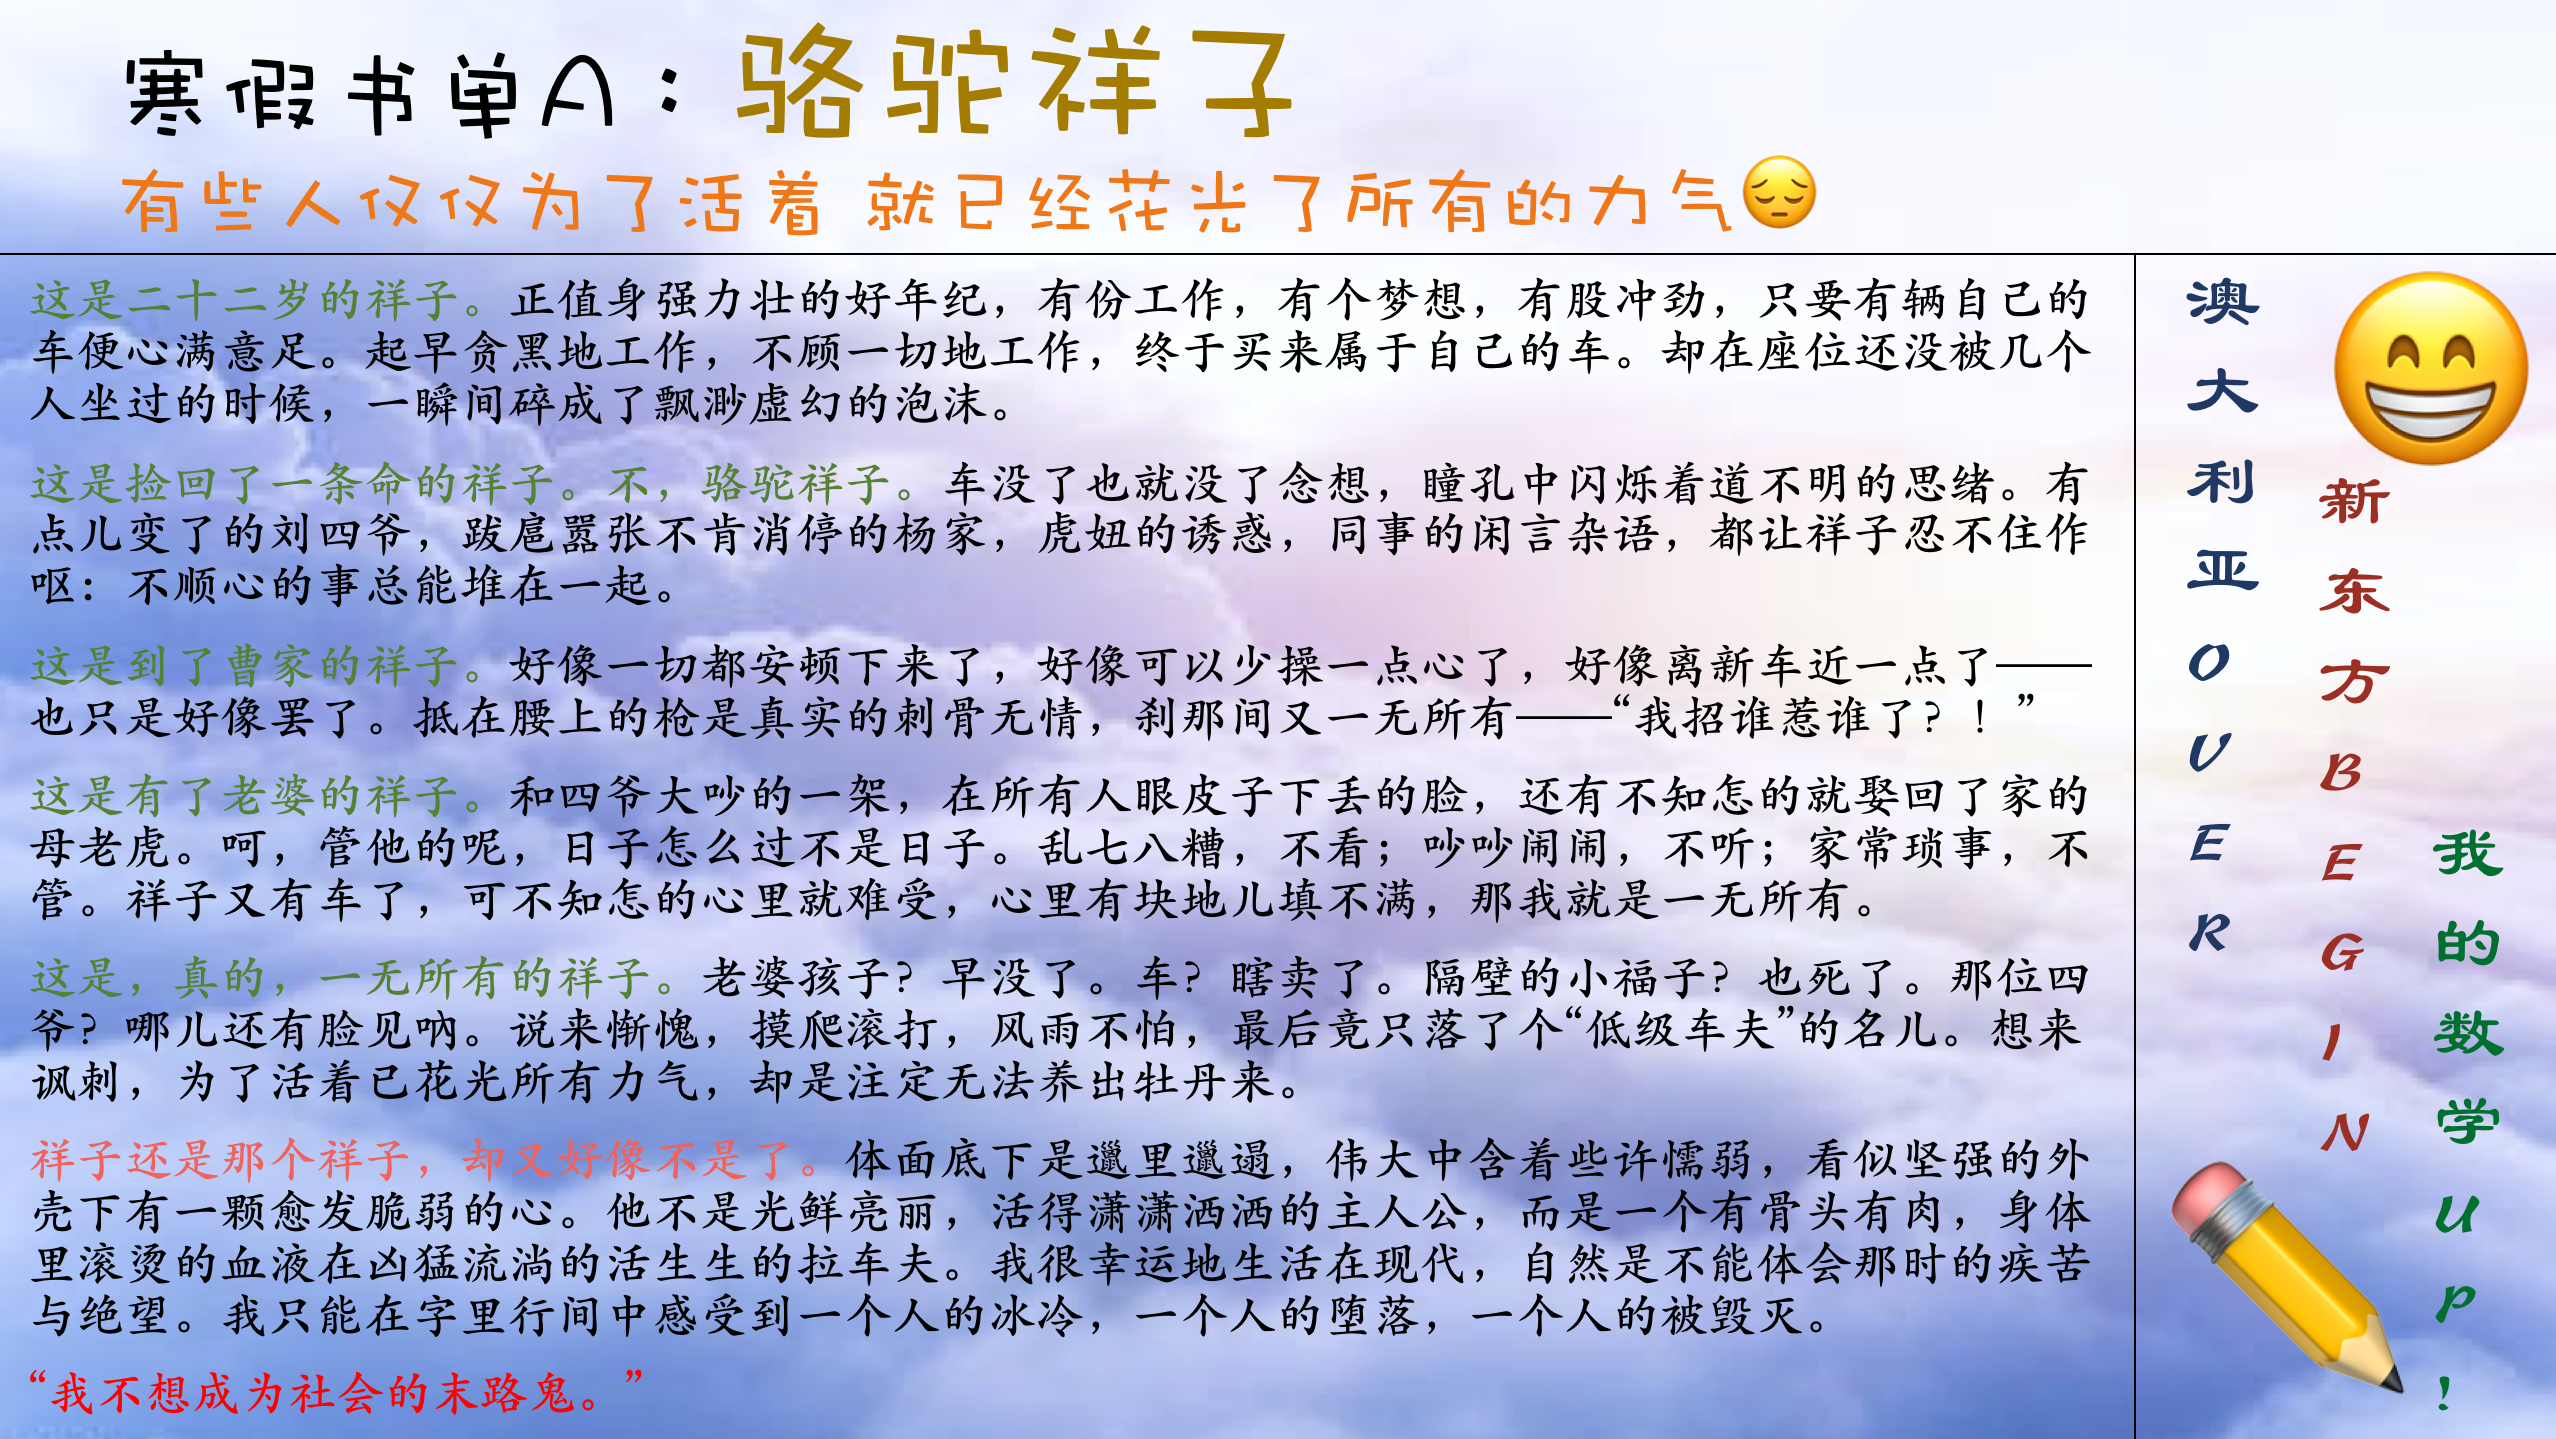 寒假书单A：骆驼祥子
有些人仅仅为了活着 就已经花光了所有的力气😔
这是二十二岁的祥子。正值身强力壮的好年纪，有份工作，有个梦想，有股冲劲，只要有辆自己的
车便心满意足。起早贪黑地工作，不顾一切地工作，终于买来属于自己的车。却在座位还没被几个
人坐过的时候，一瞬间碎成了飘渺虚幻的泡沫。
这是捡回了一条命的祥子。不，骆驼祥子。车没了也就没了念想，瞳孔中闪烁着道不明的思绪。有
点儿变了的刘四爷，跋扈嚣张不肯消停的杨家，虎妞的诱惑，同事的闲言杂语，都让祥子忍不住作
呕：不顺心的事总能堆在一起。
这是到了曹家的祥子。好像一切都安顿下来了，好像可以少操一点心了，好像离新车近一点了——
也只是好像罢了。抵在腰上的枪是真实的刺骨无情，刹那间又一无所有——“我招谁惹谁了？！”
这是有了老婆的祥子。和四爷大吵的一架，在所有人眼皮子下丢的脸，还有不知怎的就娶回了家的
母老虎。呵，管他的呢，日子怎么过不是日子。乱七八糟，不看；吵吵闹闹，不听；家常琐事，不
管。祥子又有车了，可不知怎的心里就难受，心里有块地儿填不满，那我就是一无所有。
这是，真的，一无所有的祥子。老婆孩子？早没了。车？瞎卖了。隔壁的小福子？也死了。那位四
爷？哪儿还有脸见呐。说来惭愧，摸爬滚打，风雨不怕，最后竟只落了个“低级车夫”的名儿。想来
讽刺，为了活着已花光所有力气，却是注定无法养出牡丹来。
祥子还是那个祥子，却又好像不是了。体面底下是邋里邋遢，伟大中含着些许懦弱，看似坚强的外
壳下有一颗愈发脆弱的心。他不是光鲜亮丽，活得潇潇洒洒的主人公，而是一个有骨头有肉，身体
里滚烫的血液在凶猛流淌的活生生的拉车夫。我很幸运地生活在现代，自然是不能体会那时的疾苦
与绝望。我只能在字里行间中感受到一个人的冰冷，一个人的堕落，一个人的被毁灭。
“我不想成为社会的末路鬼。”
澳大利亚OVER
新东方BEGIN
我的数学UP！